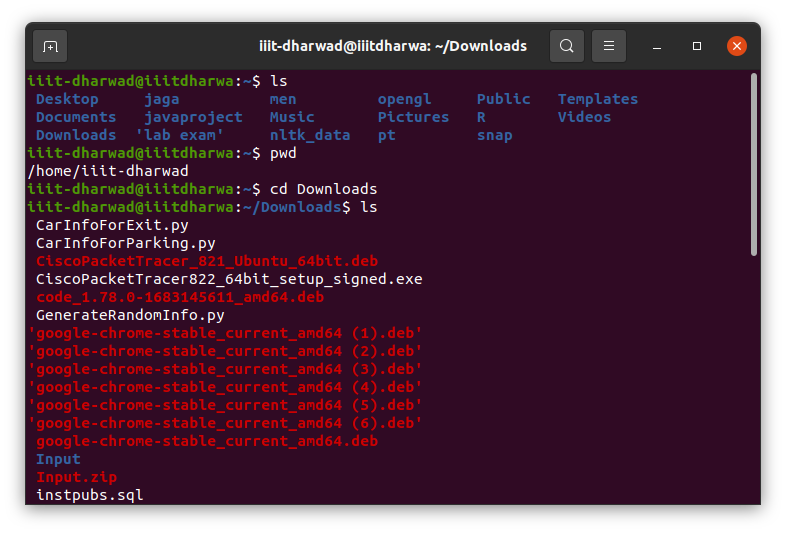 iiit-dharwad@iiitdharwa: ~/Downloads
iiit-dharwad@iiitdharwa:~$ ls
Desktop jaga men opengl Public Templates
Documents javaproject Music Pictures R Videos
Downloads 'lab exam' nltk_data pt snap
iiit-dharwad@iiitdharwa:~$ pwd
/home/iiit-dharwad
iiit-dharwad@iiitdharwa:~$ cd Downloads
iiit-dharwad@iiitdharwa:~/Downloads$ ls
CarInfoForExit.py
CarInfoForParking.py
CiscoPacketTracer_821_Ubuntu_64bit.deb
CiscoPacketTracer822_64bit_setup_signed.exe
code_1.78.0-1683145611_amd64.deb
GenerateRandomInfo.py
'google-chrome-stable_current_amd64 (1).deb'
'google-chrome-stable_current_amd64 (2).deb'
'google-chrome-stable_current_amd64 (3).deb'
'google-chrome-stable_current_amd64 (4).deb'
'google-chrome-stable_current_amd64 (5).deb'
'google-chrome-stable_current_amd64 (6).deb'
google-chrome-stable_current_amd64.deb
Input
Input.zip
instpubs.sql